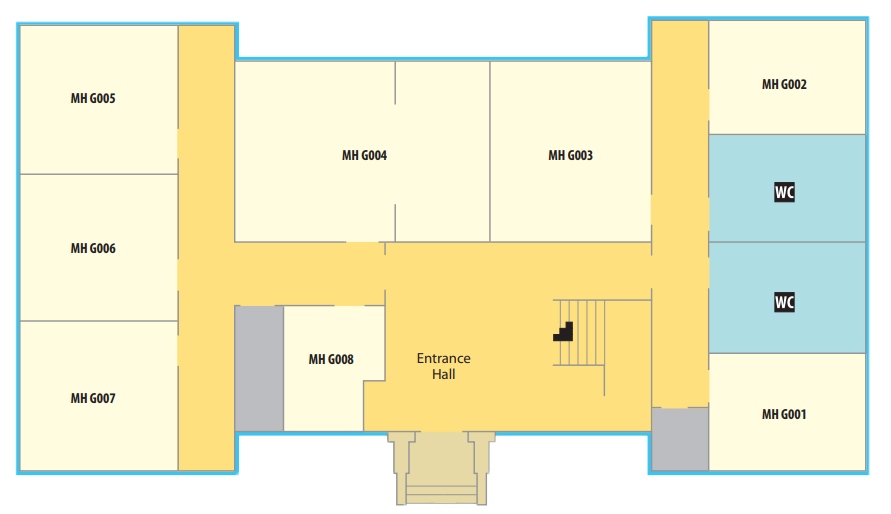 MH G005
MH G002
MH G004
MH G003
WC
MH G006
WC
MH G008
Entrance
Hall
MH G007
MH G001